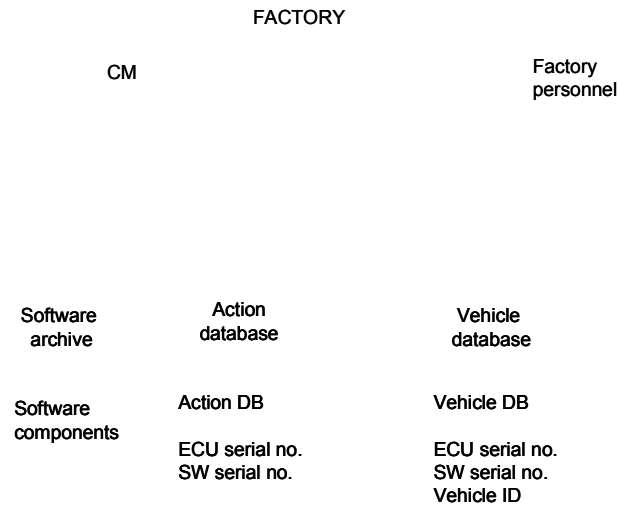 FACTORY
CM
Factory
personnel
Software
archive
Action
database
Vehicle
database
Software
components
Action DB
ECU serial no.
SW serial no.
Vehicle DB
ECU serial no.
SW serial no.
Vehicle ID